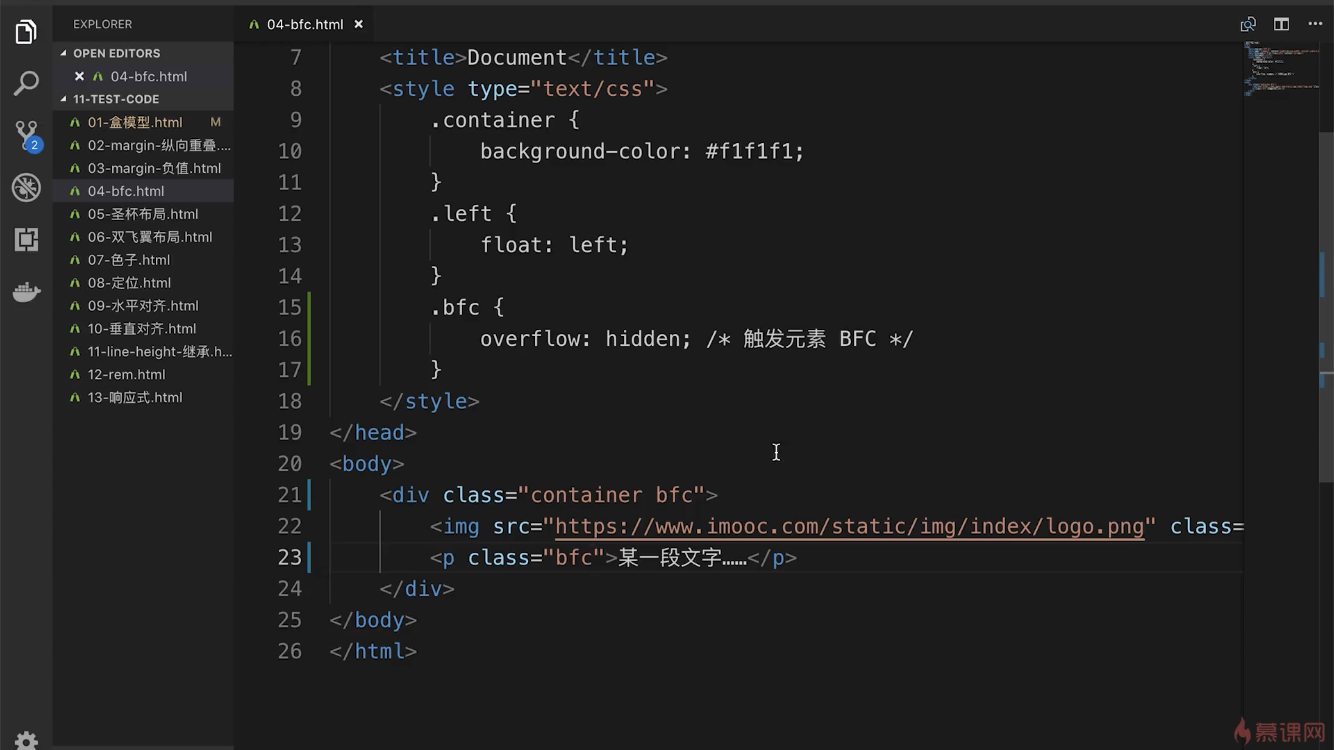 EXPLORER
OPEN EDITORS
04-bfc.html
11-TEST-CODE
01-盒模型.html M
02-margin-纵向重叠....
03-margin-负值.html
04-bfc.html
05-圣杯布局.html
06-双飞翼布局.html
07-色子.html
08-定位.html
09-水平对齐.html
10-垂直对齐.html
11-line-height-继承.h...
12-rem.html
13-响应式.html
2
04-bfc.html
7 <title>Document</title>
8 <style type="text/css">
9 .container {
10 background-color: #f1f1f1;
11 }
12 .left {
13 float: left;
14 }
15 .bfc {
16 overflow: hidden; /* 触发元素 BFC */
17 }
18 </style>
19 </head>
20 <body>
21 <div class="container bfc">
22 <img src="https://www.imooc.com/static/img/index/logo.png" class=
23 <p class="bfc">某一段文字……</p>
24 </div>
25 </body>
26 </html>
慕课网